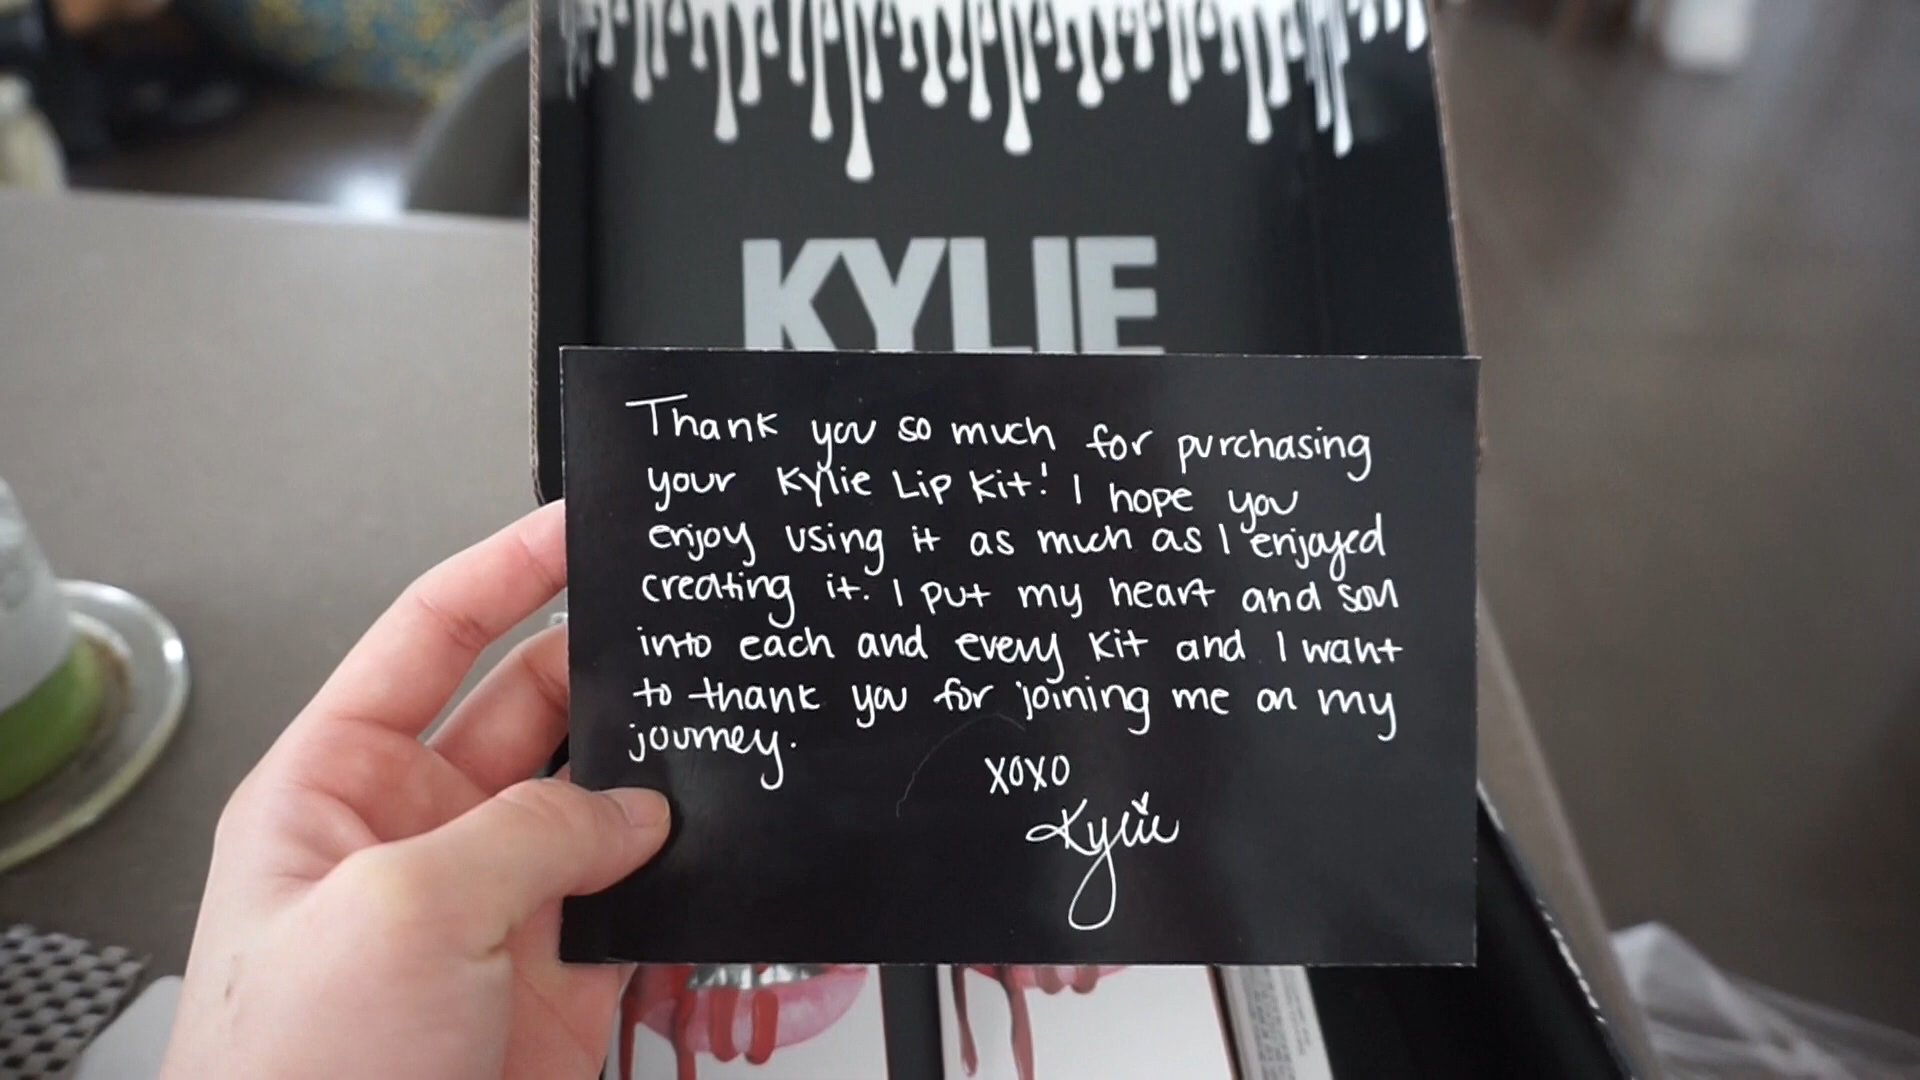 KYLIE
Thank you so much for purchasing
your Kylie Lip Kit! I hope you
enjoy using it as much as I enjoyed
creating it. I put my heart and soul
into each and every kit and I want
to thank you for joining me on my
journey.
XOXO
Kylie